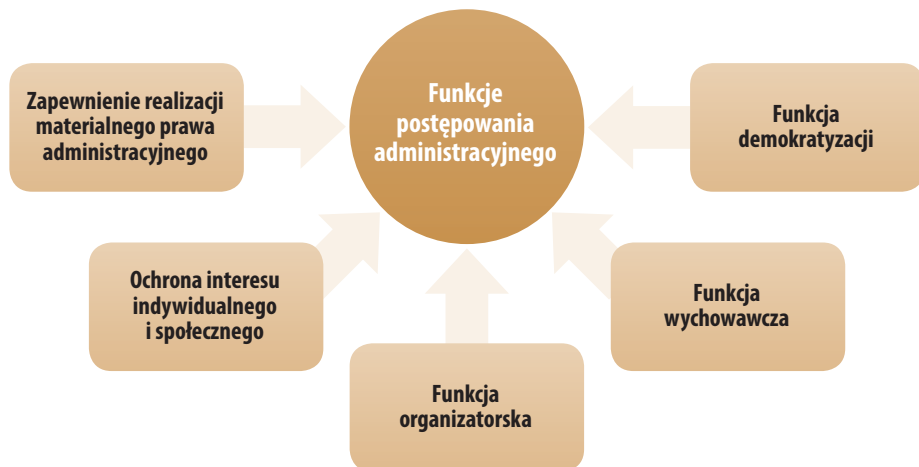 Funkcje
postępowania
administracyjnego
Zapewnienie realizacji
materialnego prawa
administracyjnego
Ochrona interesu
indywidualnego
i społecznego
Funkcja
organizatorska
Funkcja
wychowawcza
Funkcja
demokratyzacji